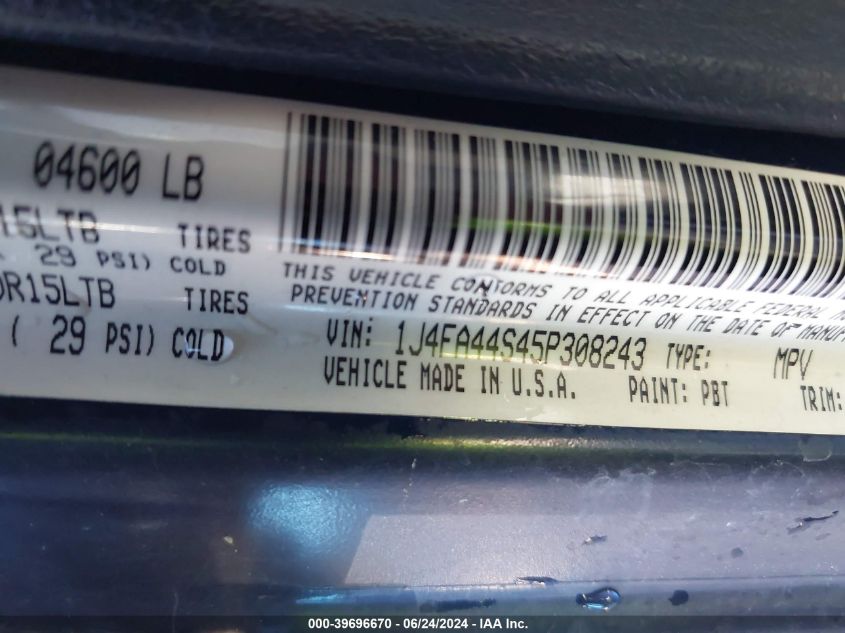 04600 LB
15LTB TIRES
29 PSI) COLD
0R15LTB TIRES
( 29 PSI) COLD
THIS VEHICLE CONFORMS TO ALL APPLICABLE FEDERAL
PREVENTION STANDARDS IN EFFECT ON THE DATE OF MANUF
VIN: 1J4FA44S45P308243 TYPE: MPV
VEHICLE MADE IN U.S.A. PAINT: PBT TRIM:
000-39696670 / 06/24/2024 - IAA Inc.